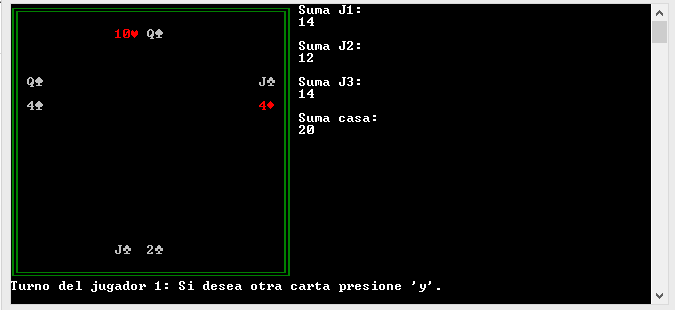 10♥ Q♠
Q♠ J♣
4♠ 4♦
J♣ 2♣
Suma J1:
14
Suma J2:
12
Suma J3:
14
Suma casa:
20
Turno del jugador 1: Si desea otra carta presione 'y'.